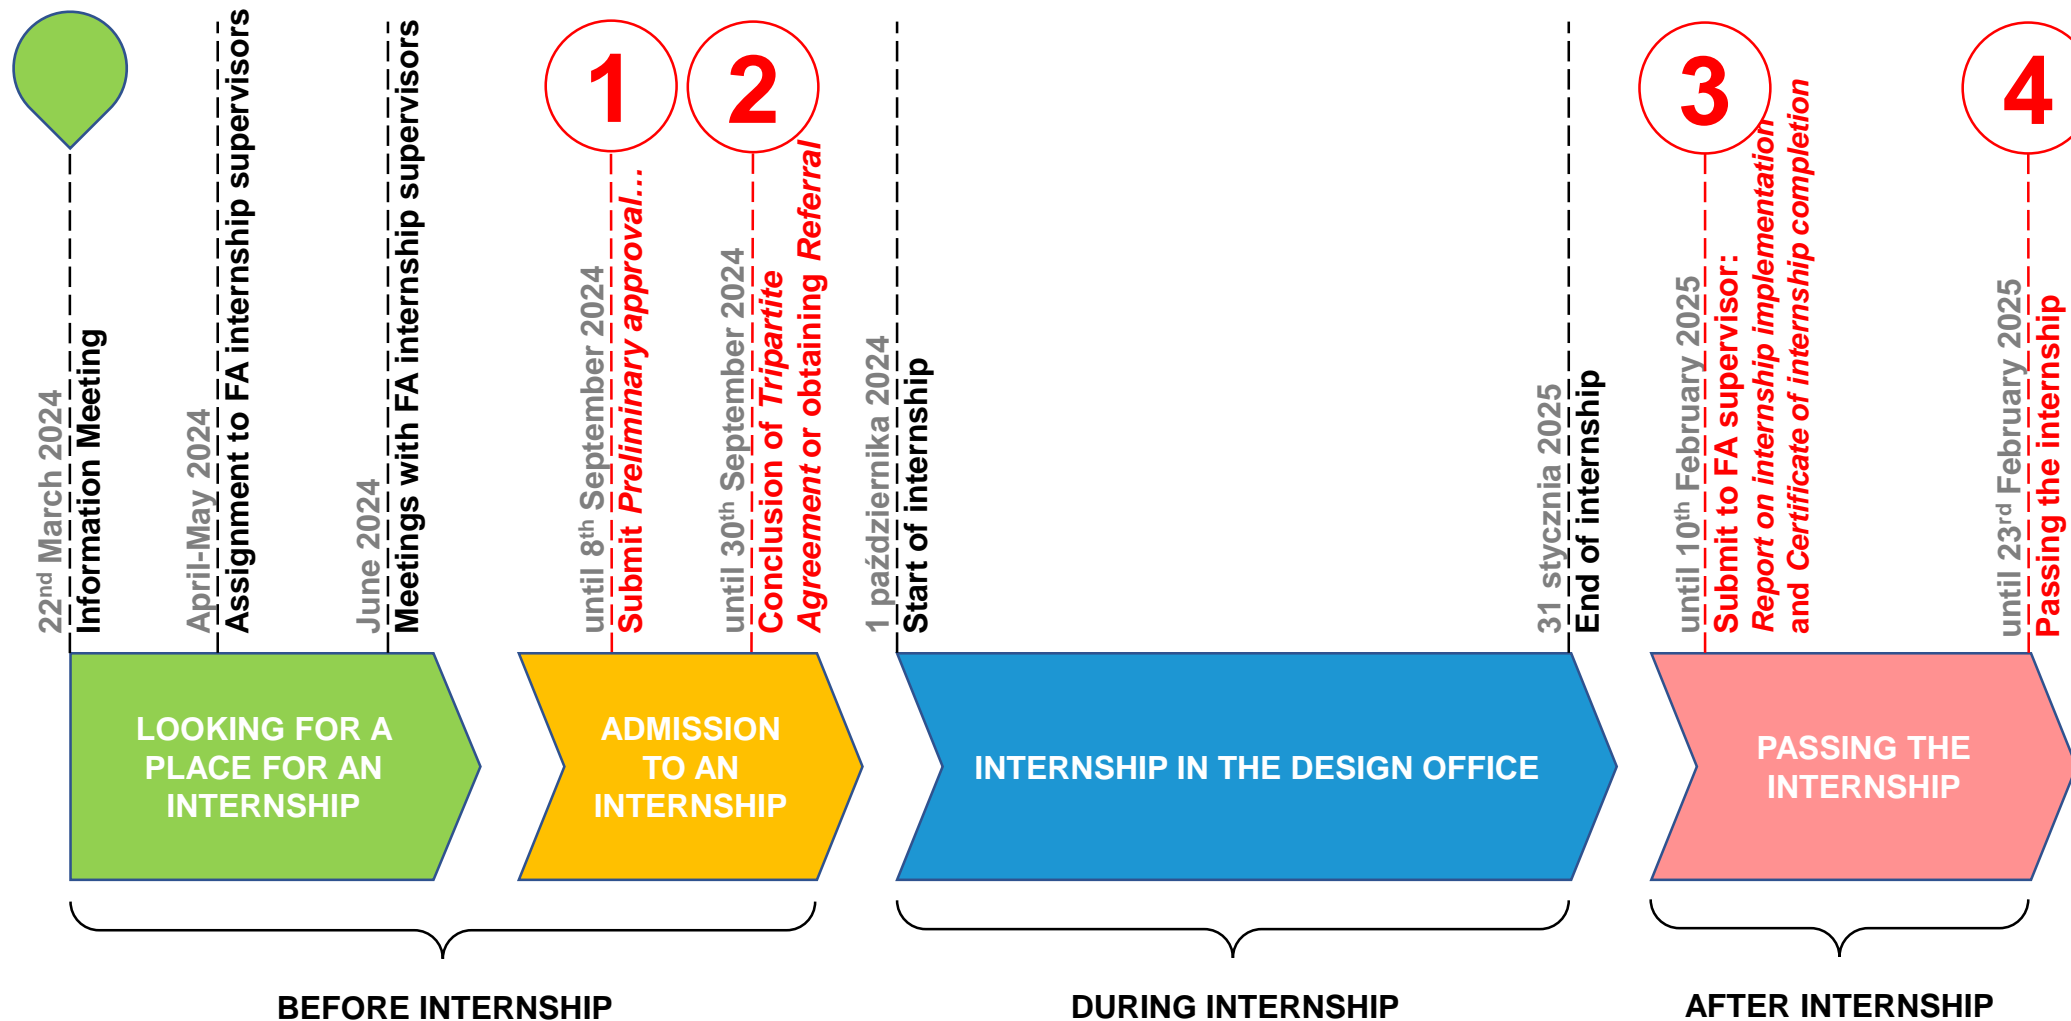 22nd March 2024
Information Meeting
April-May 2024
Assignment to FA internship supervisors
June 2024
Meetings with FA internship supervisors
1
until 8th September 2024
Submit Preliminary approval...
2
until 30th September 2024
Conclusion of Tripartite
Agreement or obtaining Referral
1 października 2024
Start of internship
31 stycznia 2025
End of internship
3
until 10th February 2025
Submit to FA supervisor:
Report on internship implementation
and Certificate of internship completion
4
until 23rd February 2025
Passing the internship
LOOKING FOR A
PLACE FOR AN
INTERNSHIP
ADMISSION
TO AN
INTERNSHIP
INTERNSHIP IN THE DESIGN OFFICE
PASSING THE
INTERNSHIP
BEFORE INTERNSHIP
DURING INTERNSHIP
AFTER INTERNSHIP